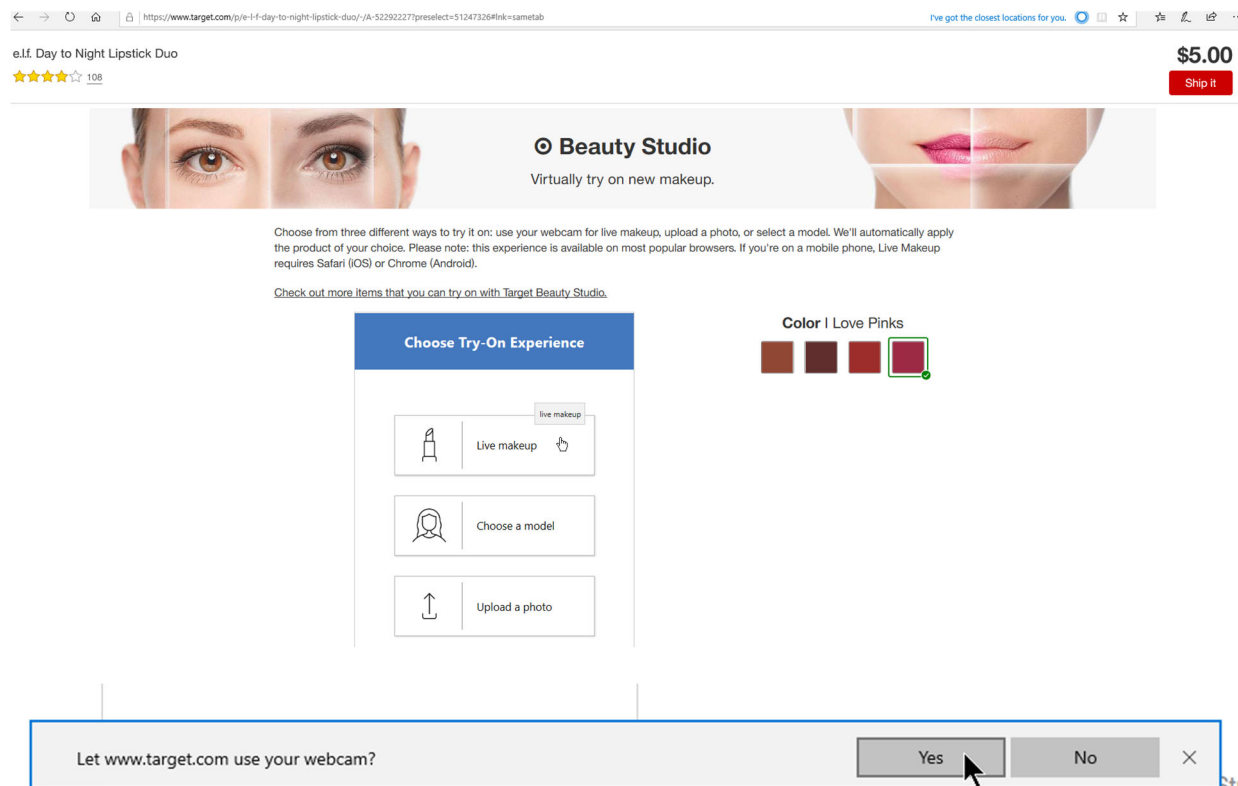 https://www.target.com/p/e-l-f-day-to-night-lipstick-duo/-/A-52292227?preselect=51247326#lnk=sametab
I've got the closest locations for you.
e.l.f. Day to Night Lipstick Duo
$5.00
108
Ship it
Beauty Studio
Virtually try on new makeup.
Choose from three different ways to try it on: use your webcam for live makeup, upload a photo, or select a model. We'll automatically apply
the product of your choice. Please note: this experience is available on most popular browsers. If you're on a mobile phone, Live Makeup
requires Safari (iOS) or Chrome (Android).
Check out more items that you can try on with Target Beauty Studio.
Choose Try-On Experience
Color I Love Pinks
live makeup
Live makeup
Choose a model
Upload a photo
Let www.target.com use your webcam?
Yes
No